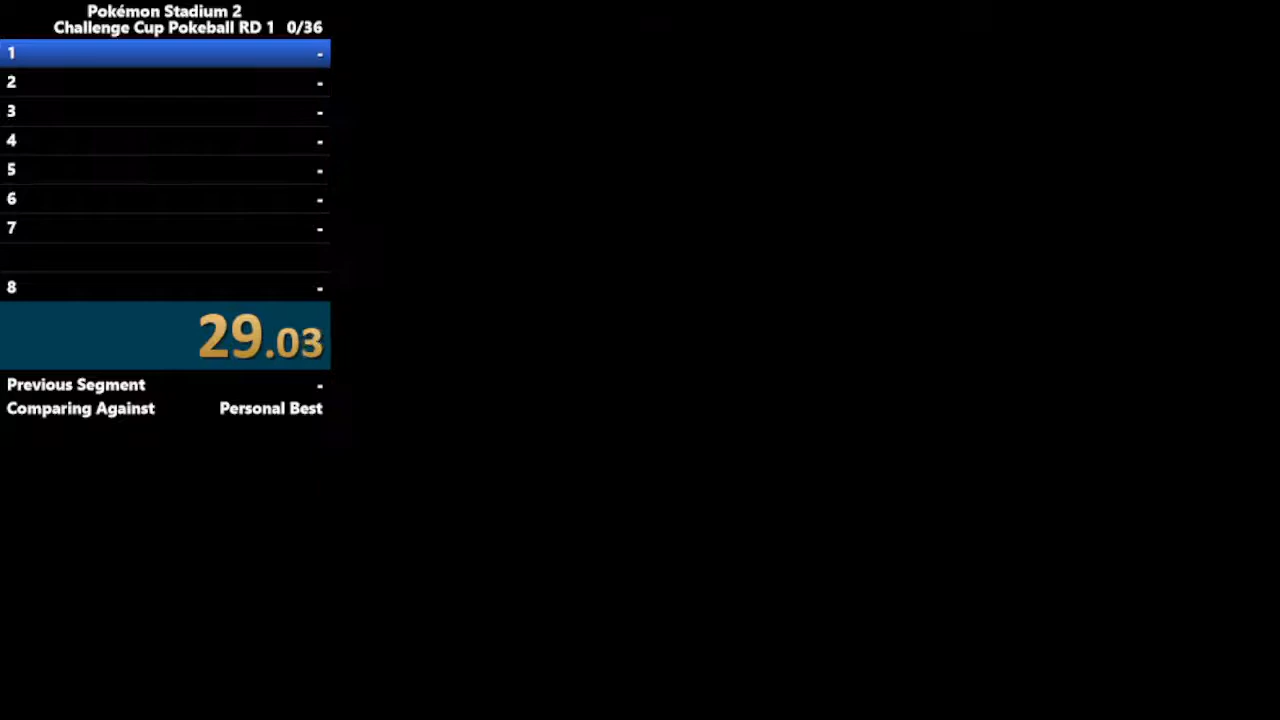 Pokémon Stadium 2
Challenge Cup Pokeball RD 1 0/36
1 -
2 -
3 -
4 -
5 -
6 -
7 -
8 -
29.03
Previous Segment -
Comparing Against Personal Best